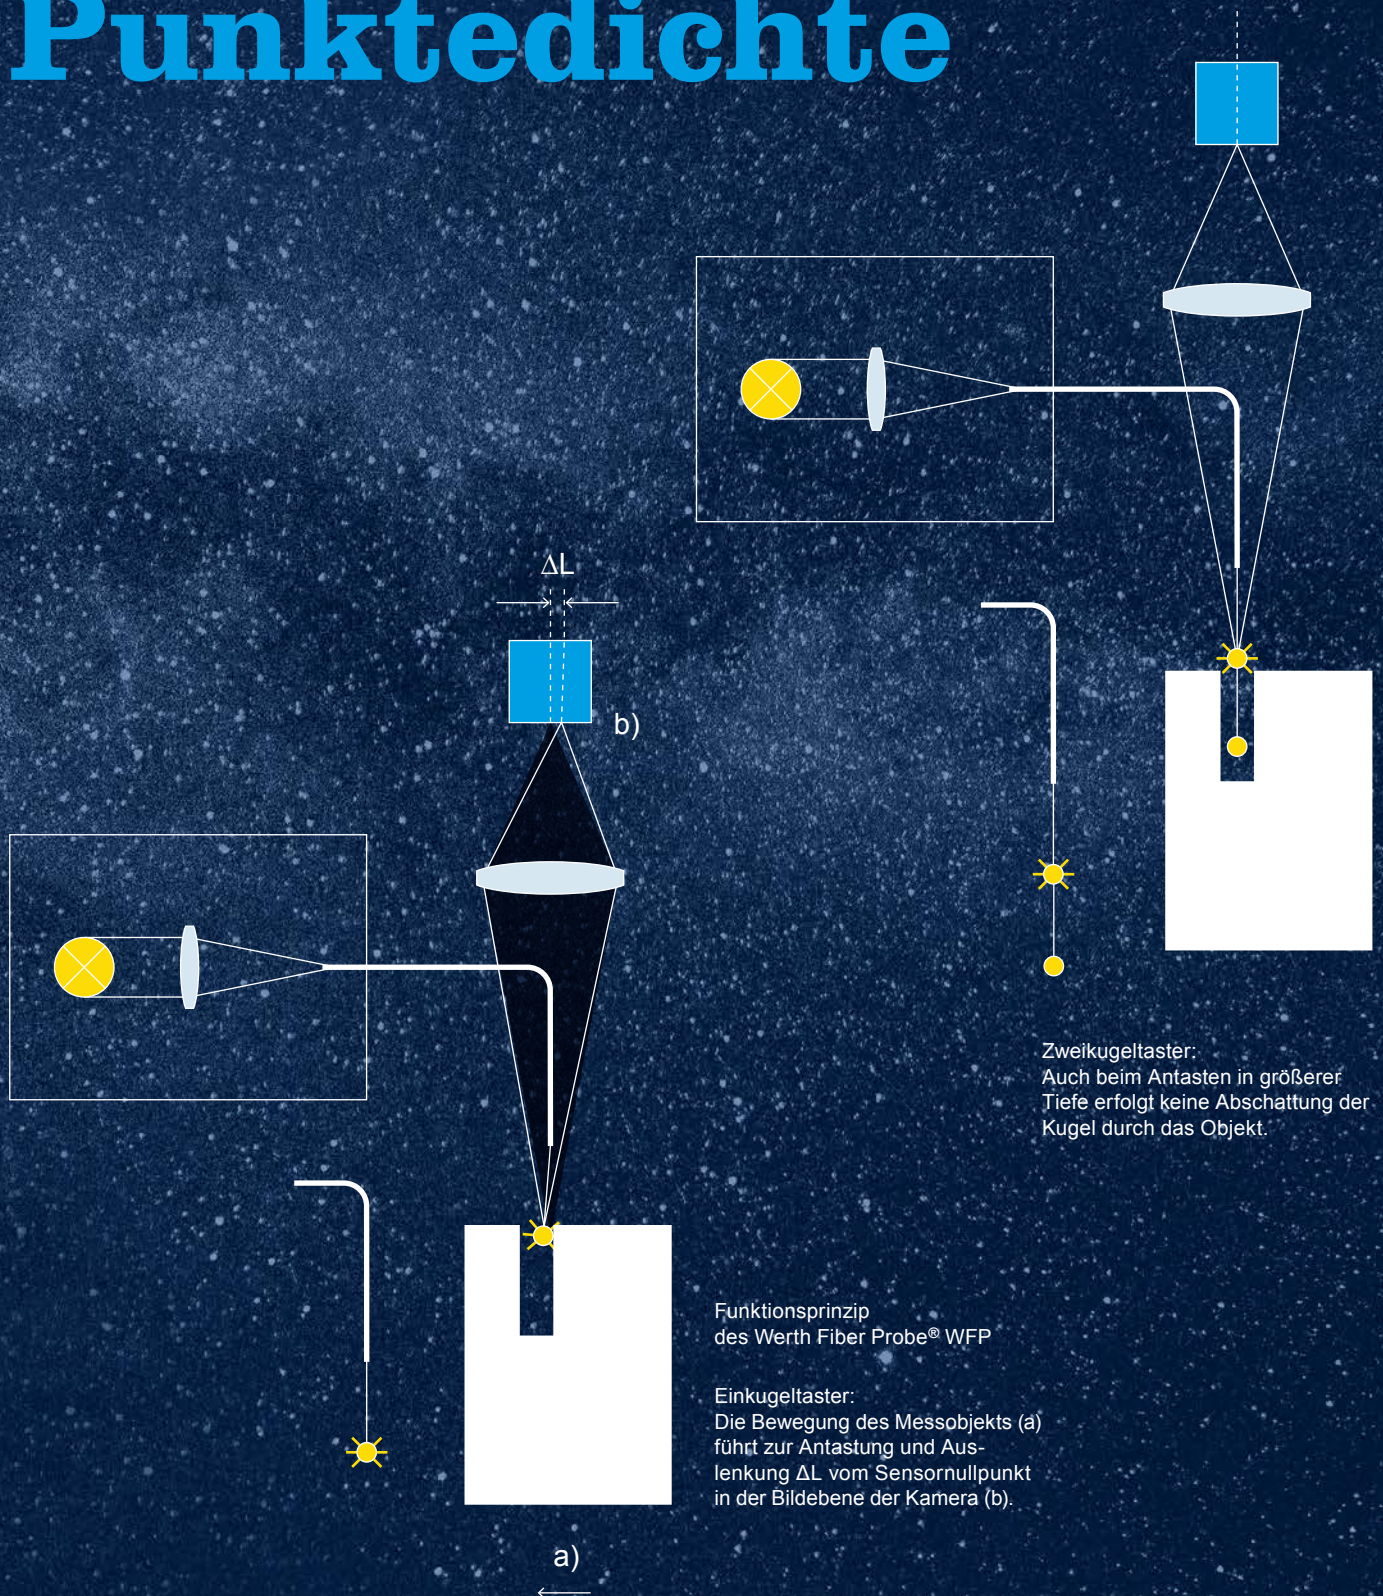 Punktedichte
ΔL
b)
Zweikugeltaster:
Auch beim Antasten in größerer
Tiefe erfolgt keine Abschattung der
Kugel durch das Objekt.
Funktionsprinzip
des Werth Fiber Probe® WFP
Einkugeltaster:
Die Bewegung des Messobjekts (a)
führt zur Antastung und Aus-
lenkung ΔL vom Sensornullpunkt
in der Bildebene der Kamera (b).
a)